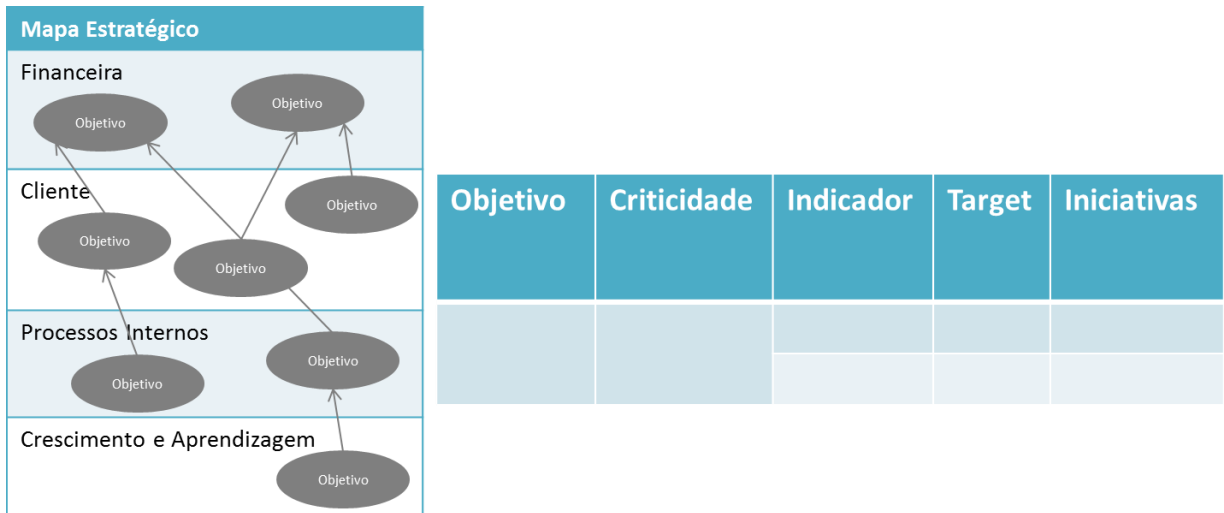 Mapa Estratégico
Financeira
Objetivo
Objetivo
Cliente
Objetivo
Objetivo
Objetivo
Processos Internos
Objetivo
Objetivo
Crescimento e Aprendizagem
Objetivo
Objetivo Criticidade Indicador Target Iniciativas